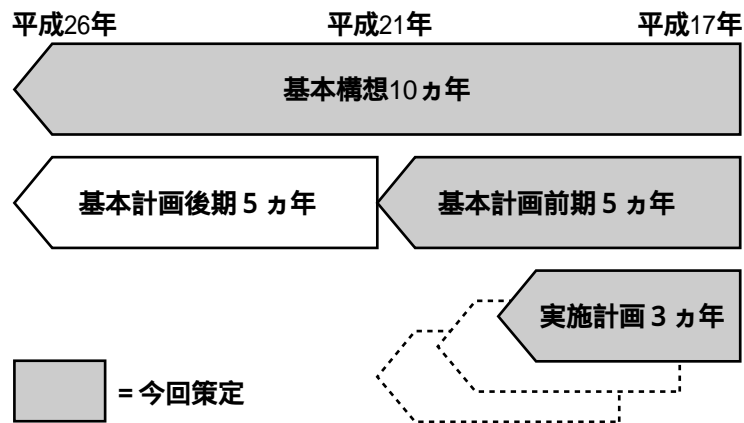 平成26年 平成21年 平成17年
基本構想10ヵ年
基本計画後期5ヵ年 基本計画前期5ヵ年
実施計画3ヵ年
=今回策定